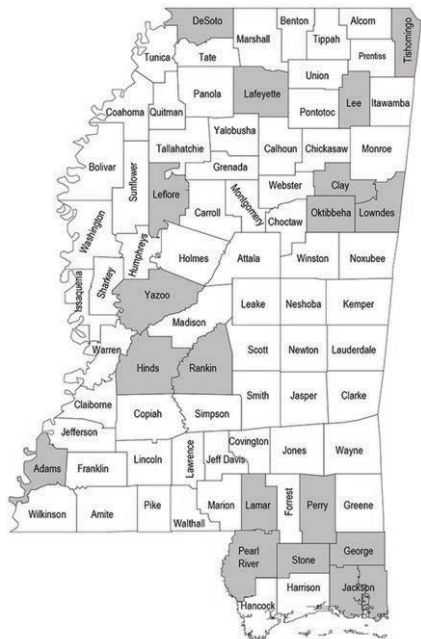 DeSoto
Marshall
Benton
Tippah
Alcorn
Tishomingo
Prentiss
Tunica
Tate
Union
Panola
Lafeyette
Lee
Itawamba
Coahoma
Quitman
Pontotoc
Yalobusha
Tallahatchie
Calhoun
Chickasaw
Monroe
Bolivar
Sunflower
Grenada
Leflore
Webster
Clay
Carroll
Montgomery
Choctaw
Oktibbeha
Lowndes
Washington
Humphreys
Holmes
Attala
Winston
Noxubee
Issaquena
Sharkey
Yazoo
Leake
Neshoba
Kemper
Madison
Warren
Scott
Newton
Lauderdale
Hinds
Rankin
Claiborne
Smith
Jasper
Clarke
Copiah
Simpson
Jefferson
Covington
Adams
Franklin
Lincoln
Lawrence
Jeff Davis
Jones
Wayne
Wilkinson
Amite
Pike
Walthall
Marion
Lamar
Forrest
Perry
Greene
Pearl
River
Stone
George
Hancock
Harrison
Jackson